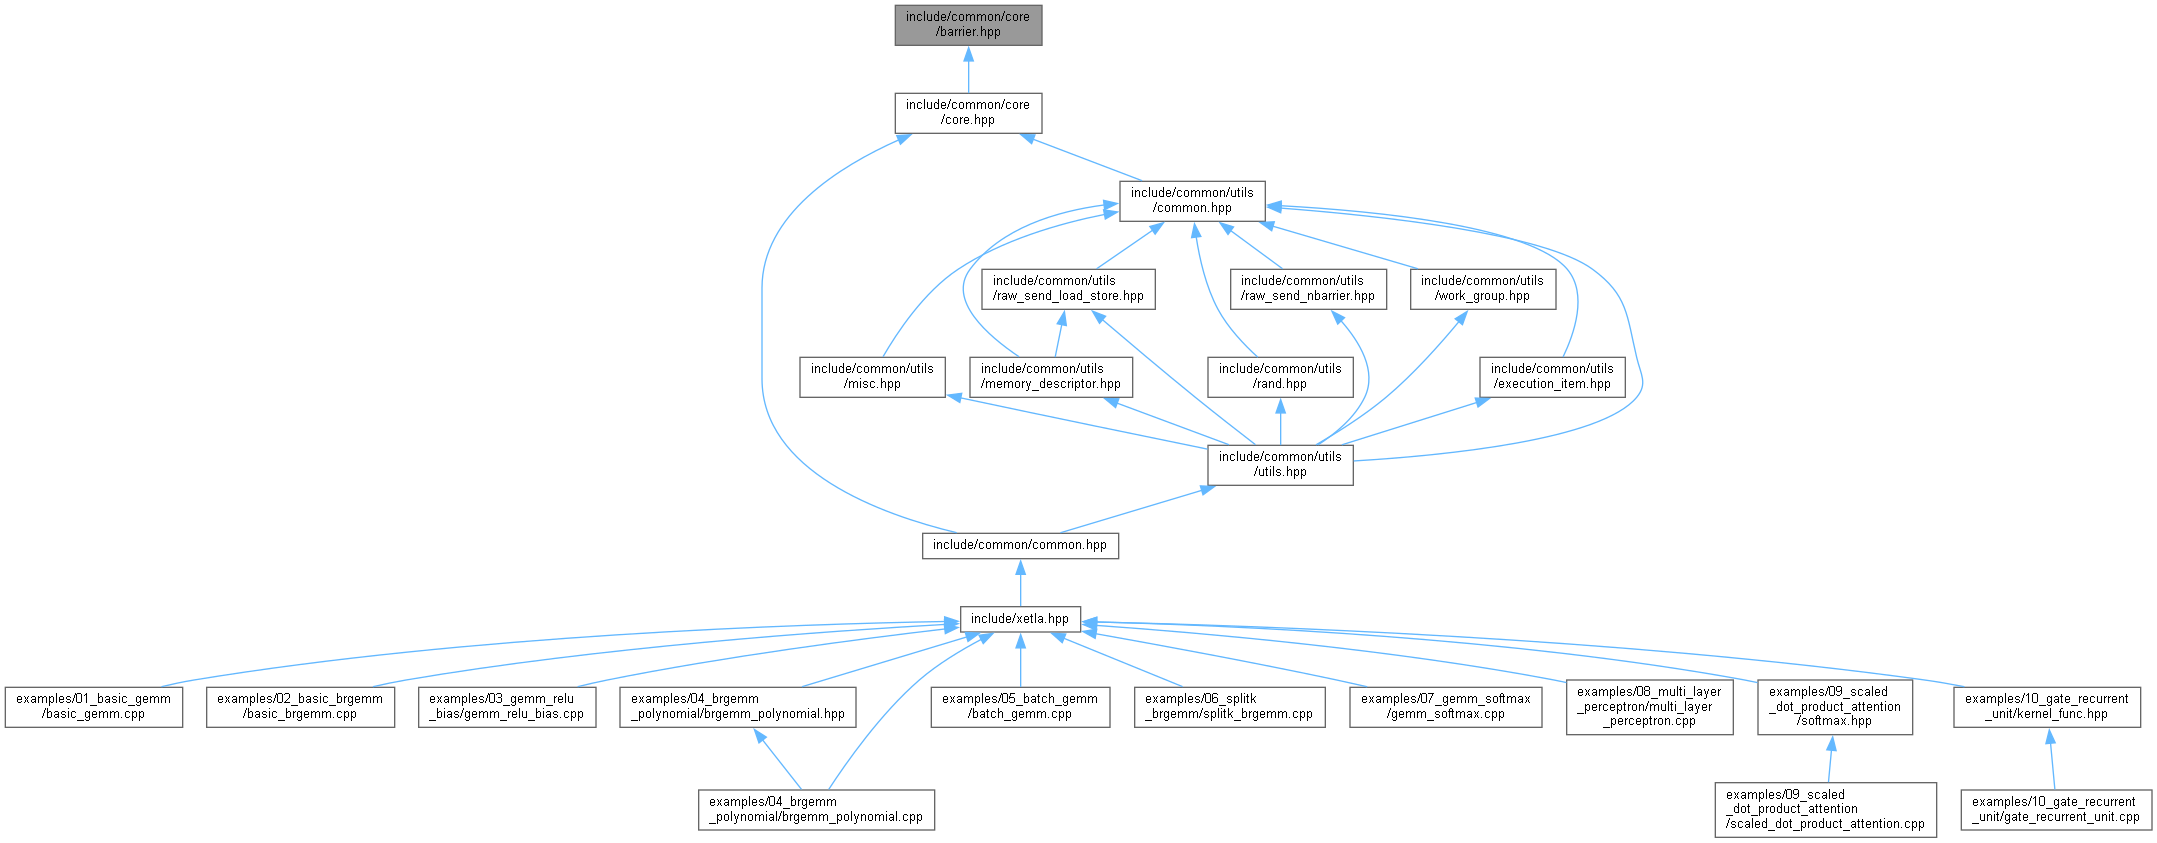 include/common/core
/barrier.hpp
include/common/core
/core.hpp
include/common/utils
/common.hpp
include/common/utils
/raw_send_load_store.hpp
include/common/utils
/raw_send_nbarrier.hpp
include/common/utils
/work_group.hpp
include/common/utils
/misc.hpp
include/common/utils
/memory_descriptor.hpp
include/common/utils
/rand.hpp
include/common/utils
/execution_item.hpp
include/common/utils
/utils.hpp
include/common/common.hpp
include/xetla.hpp
examples/01_basic_gemm
/basic_gemm.cpp
examples/02_basic_brgemm
/basic_brgemm.cpp
examples/03_gemm_relu
_bias/gemm_relu_bias.cpp
examples/04_brgemm
_polynomial/brgemm_polynomial.hpp
examples/05_batch_gemm
/batch_gemm.cpp
examples/06_splitk
_brgemm/splitk_brgemm.cpp
examples/07_gemm_softmax
/gemm_softmax.cpp
examples/08_multi_layer
_perceptron/multi_layer
_perceptron.cpp
examples/09_scaled
_dot_product_attention
/softmax.hpp
examples/10_gate_recurrent
_unit/kernel_func.hpp
examples/04_brgemm
_polynomial/brgemm_polynomial.cpp
examples/09_scaled
_dot_product_attention
/scaled_dot_product_attention.cpp
examples/10_gate_recurrent
_unit/gate_recurrent_unit.cpp